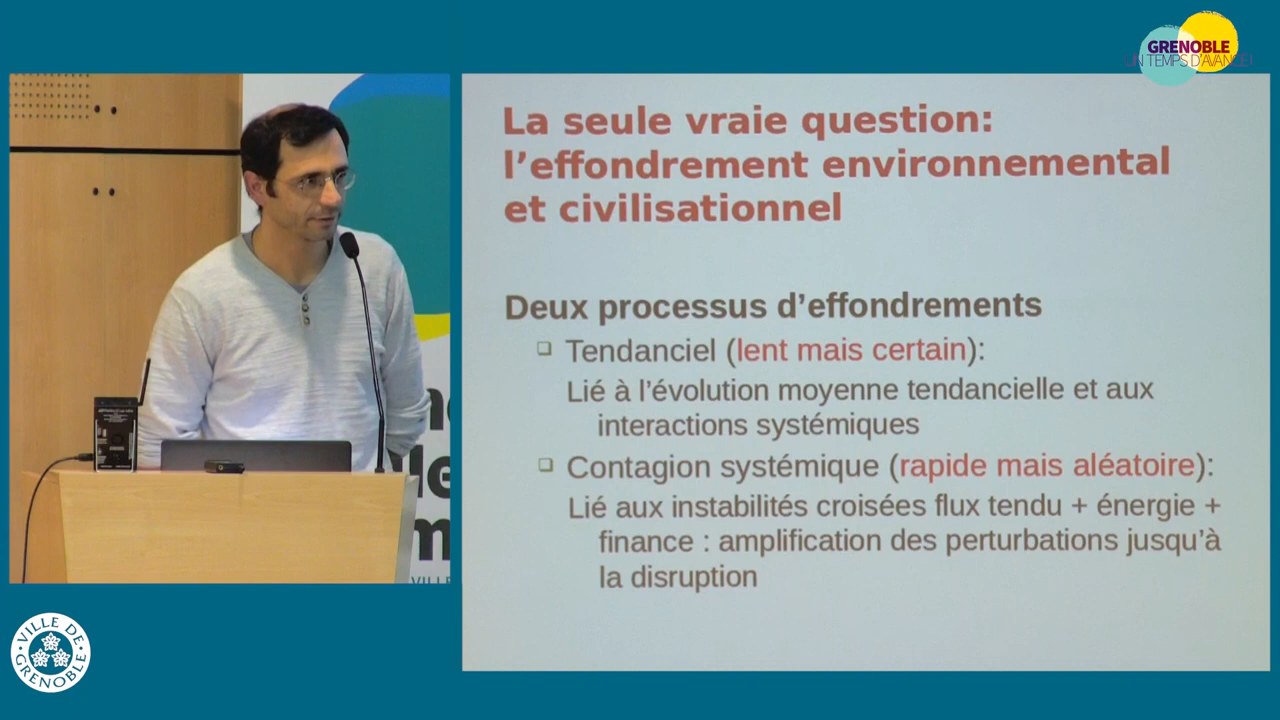 GRENOBLE
UN TEMPS D'AVANCE!
La seule vraie question:
l'effondrement environnemental
et civilisationnel
Deux processus d'effondrements
Tendanciel (lent mais certain):
Lié à l'évolution moyenne tendancielle et aux
interactions systémiques
Contagion systémique (rapide mais aléatoire):
Lié aux instabilités croisées flux tendu + énergie +
finance : amplification des perturbations jusqu'à
la disruption
VILLE DE
GRENOBLE